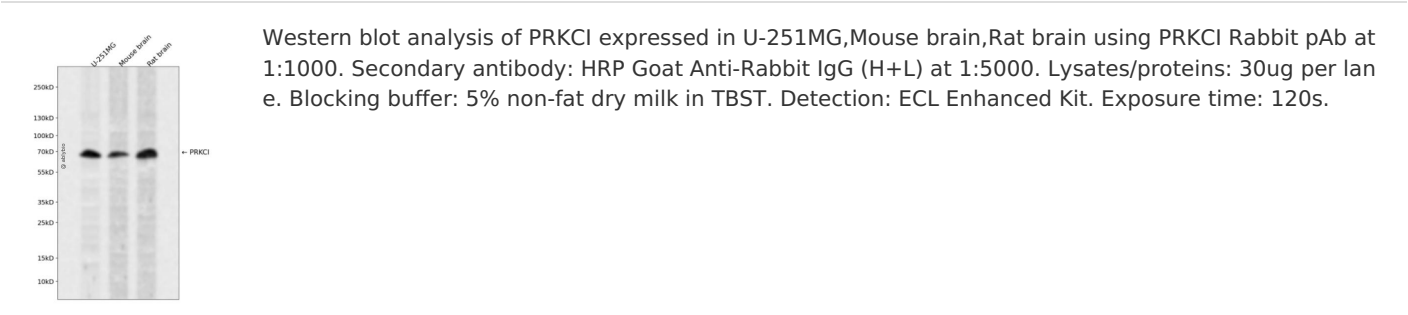 U-251MG
Mouse brain
Rat brain
250kD
130kD
100kD
70kD
55kD
35kD
25kD
15kD
10kD
← PRKCI
@ abbybio
Western blot analysis of PRKCI expressed in U-251MG,Mouse brain,Rat brain using PRKCI Rabbit pAb at
1:1000. Secondary antibody: HRP Goat Anti-Rabbit IgG (H+L) at 1:5000. Lysates/proteins: 30ug per lan
e. Blocking buffer: 5% non-fat dry milk in TBST. Detection: ECL Enhanced Kit. Exposure time: 120s.